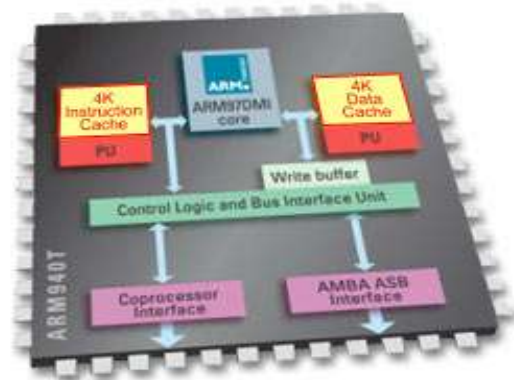 4K
Instruction
Cache
PU
ARM
ARM97DMII
core
4K
Data
Cache
PU
Write buffer
Control Logic and Bus Interface Unit
Coprocessor
Interface
AMBA ASB
Interface
ARM940T